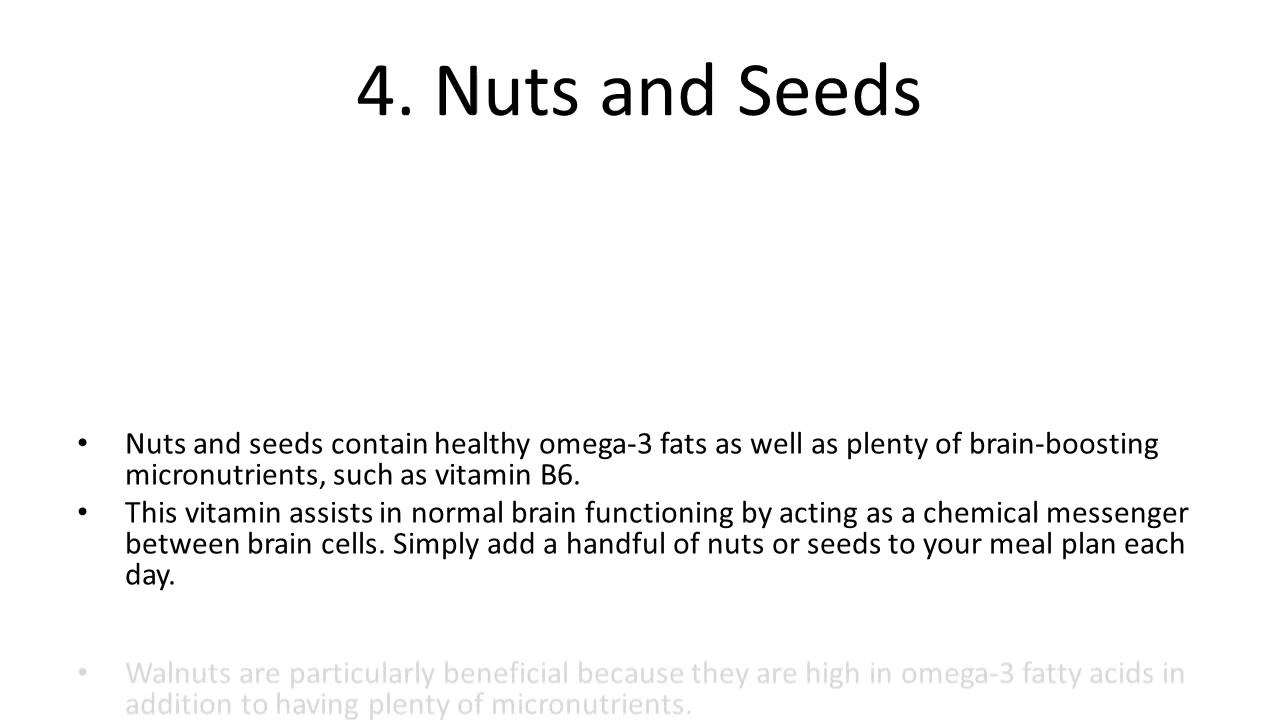 4. Nuts and Seeds
• Nuts and seeds contain healthy omega-3 fats as well as plenty of brain-boosting
micronutrients, such as vitamin B6.
• This vitamin assists in normal brain functioning by acting as a chemical messenger
between brain cells. Simply add a handful of nuts or seeds to your meal plan each
day.
• Walnuts are particularly beneficial because they are high in omega-3 fatty acids in
addition to having plenty of micronutrients.